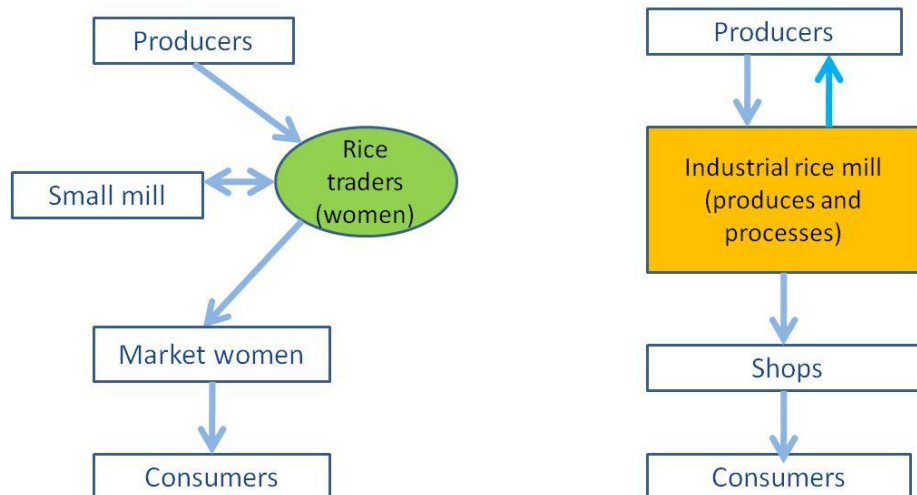 Producers
Rice
traders
(women)
Small mill
Market women
Consumers
Producers
Industrial rice mill
(produces and
processes)
Shops
Consumers